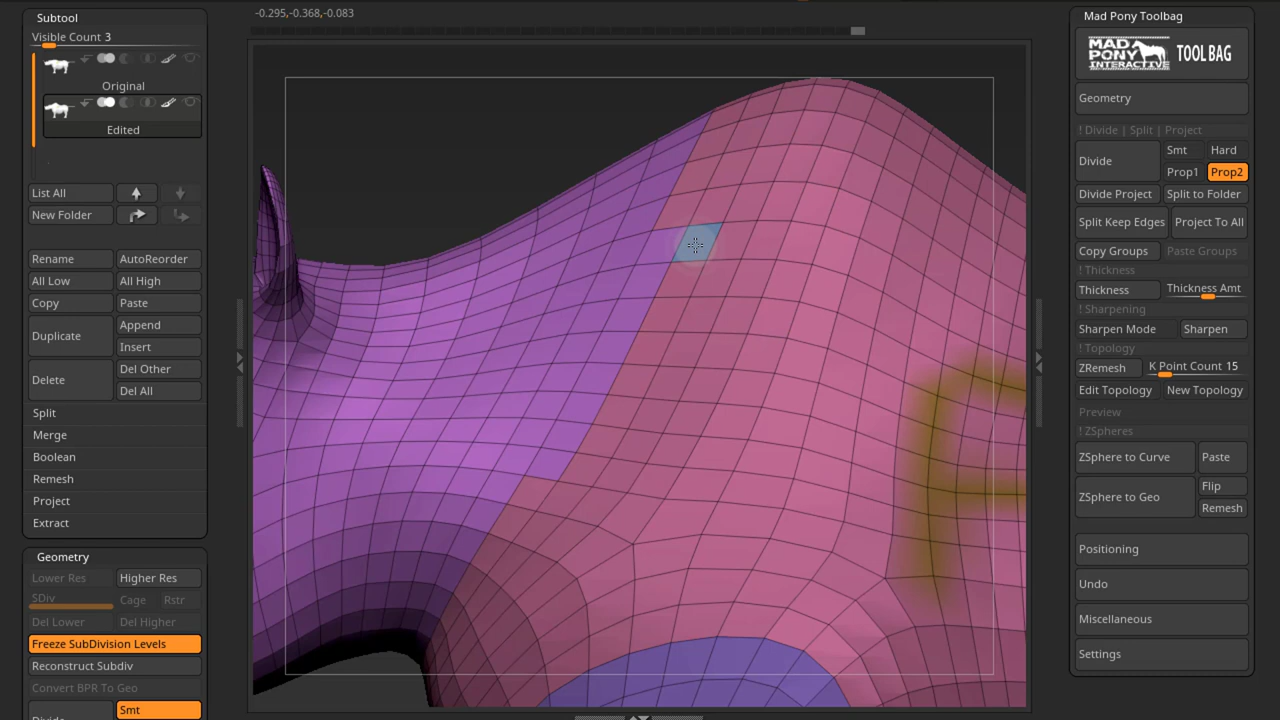 -0.295,-0.368,-0.083
Subtool
Visible Count 3
Original
Edited
List All
New Folder
Rename AutoReorder
All Low All High
Copy Paste
Duplicate Append
Insert
Delete Del Other
Del All
Split
Merge
Boolean
Remesh
Project
Extract
Geometry
Lower Res Higher Res
SDiv Cage Rstr
Del Lower Del Higher
Freeze SubDivision Levels
Reconstruct Subdiv
Convert BPR To Geo
Divide Smt
Mad Pony Toolbag
MAD PONY INTERACTIVE TOOLBAG
Geometry
! Divide | Split | Project
Divide Smt Hard
Prop1 Prop2
Divide Project Split to Folder
Split Keep Edges Project To All
Copy Groups Paste Groups
! Thickness
Thickness Thickness Amt
! Sharpening
Sharpen Mode Sharpen
! Topology
ZRemesh K Point Count 15
Edit Topology New Topology
Preview
! ZSpheres
ZSphere to Curve Paste
ZSphere to Geo Flip
Remesh
Positioning
Undo
Miscellaneous
Settings